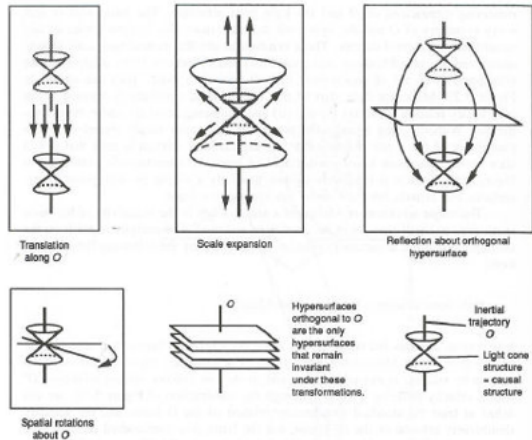 Translation
along O
Scale expansion
Reflection about orthogonal
hypersurface
Spatial rotations
about O
O
Hypersurfaces
orthogonal to O
are the only
hypersurfaces
that remain
invariant
under these
transformations.
Inertial
trajectory
O
Light cone
structure
= causal
structure